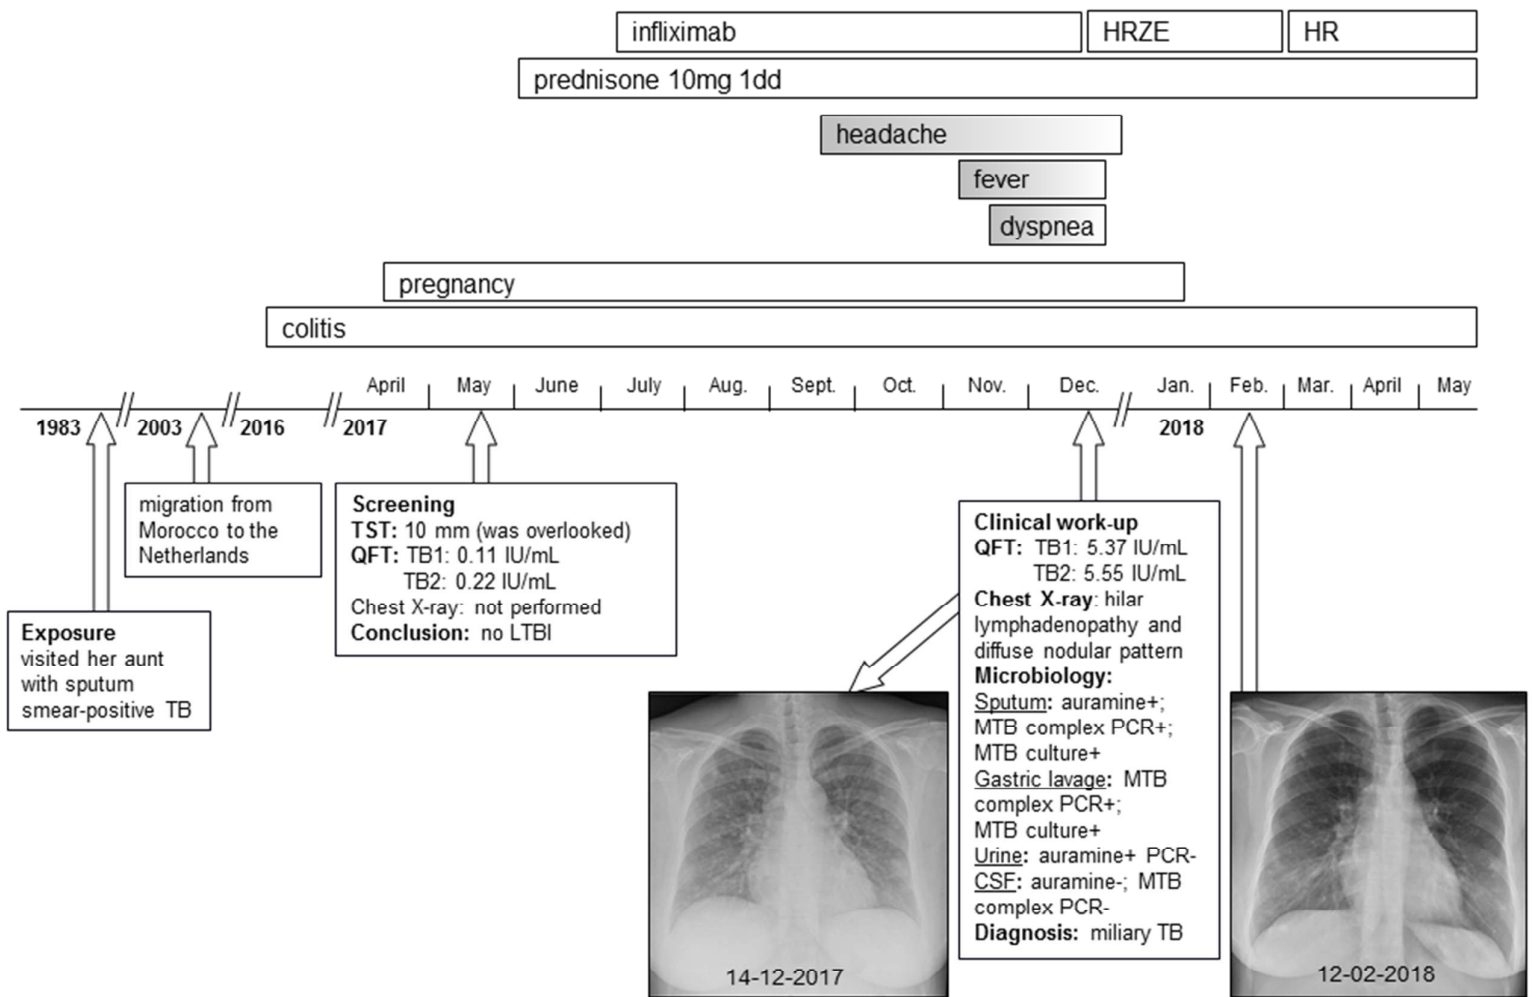 infliximab
HRZE
HR
prednisone 10mg 1dd
headache
fever
dyspnea
pregnancy
colitis
April
May
June
July
Aug.
Sept.
Oct.
Nov.
Dec.
Jan.
Feb.
Mar.
April
May
1983
2003
2016
2017
2018
Exposure
visited her aunt
with sputum
smear-positive TB
migration from
Morocco to the
Netherlands
Screening
TST: 10 mm (was overlooked)
QFT: TB1: 0.11 IU/mL
TB2: 0.22 IU/mL
Chest X-ray: not performed
Conclusion: no LTBI
Clinical work-up
QFT: TB1: 5.37 IU/mL
TB2: 5.55 IU/mL
Chest X-ray: hilar
lymphadenopathy and
diffuse nodular pattern
Microbiology:
Sputum: auramine+;
MTB complex PCR+;
MTB culture+
Gastric lavage: MTB
complex PCR+;
MTB culture+
Urine: auramine+ PCR-
CSF: auramine-; MTB
complex PCR-
Diagnosis: miliary TB
14-12-2017
12-02-2018